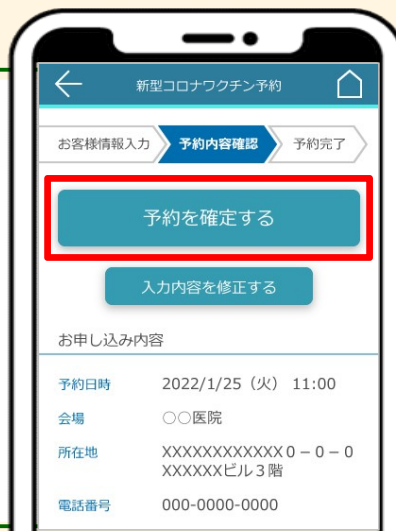 新型コロナワクチン予約
お客様情報入力 予約内容確認 予約完了
予約を確定する
入力内容を修正する
お申し込み内容
予約日時 2022/1/25（火） 11:00
会場 〇〇医院
所在地 XXXXXXXXXXXX０－０－０
XXXXXXビル３階
電話番号 000-0000-0000